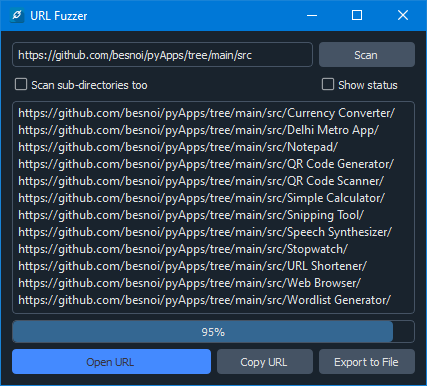 URL Fuzzer
https://github.com/besnoi/pyApps/tree/main/src
Scan
Scan sub-directories too
Show status
https://github.com/besnoi/pyApps/tree/main/src/Currency Converter/
https://github.com/besnoi/pyApps/tree/main/src/Delhi Metro App/
https://github.com/besnoi/pyApps/tree/main/src/Notepad/
https://github.com/besnoi/pyApps/tree/main/src/QR Code Generator/
https://github.com/besnoi/pyApps/tree/main/src/QR Code Scanner/
https://github.com/besnoi/pyApps/tree/main/src/Simple Calculator/
https://github.com/besnoi/pyApps/tree/main/src/Snipping Tool/
https://github.com/besnoi/pyApps/tree/main/src/Speech Synthesizer/
https://github.com/besnoi/pyApps/tree/main/src/Stopwatch/
https://github.com/besnoi/pyApps/tree/main/src/URL Shortener/
https://github.com/besnoi/pyApps/tree/main/src/Web Browser/
https://github.com/besnoi/pyApps/tree/main/src/Wordlist Generator/
95%
Open URL
Copy URL
Export to File